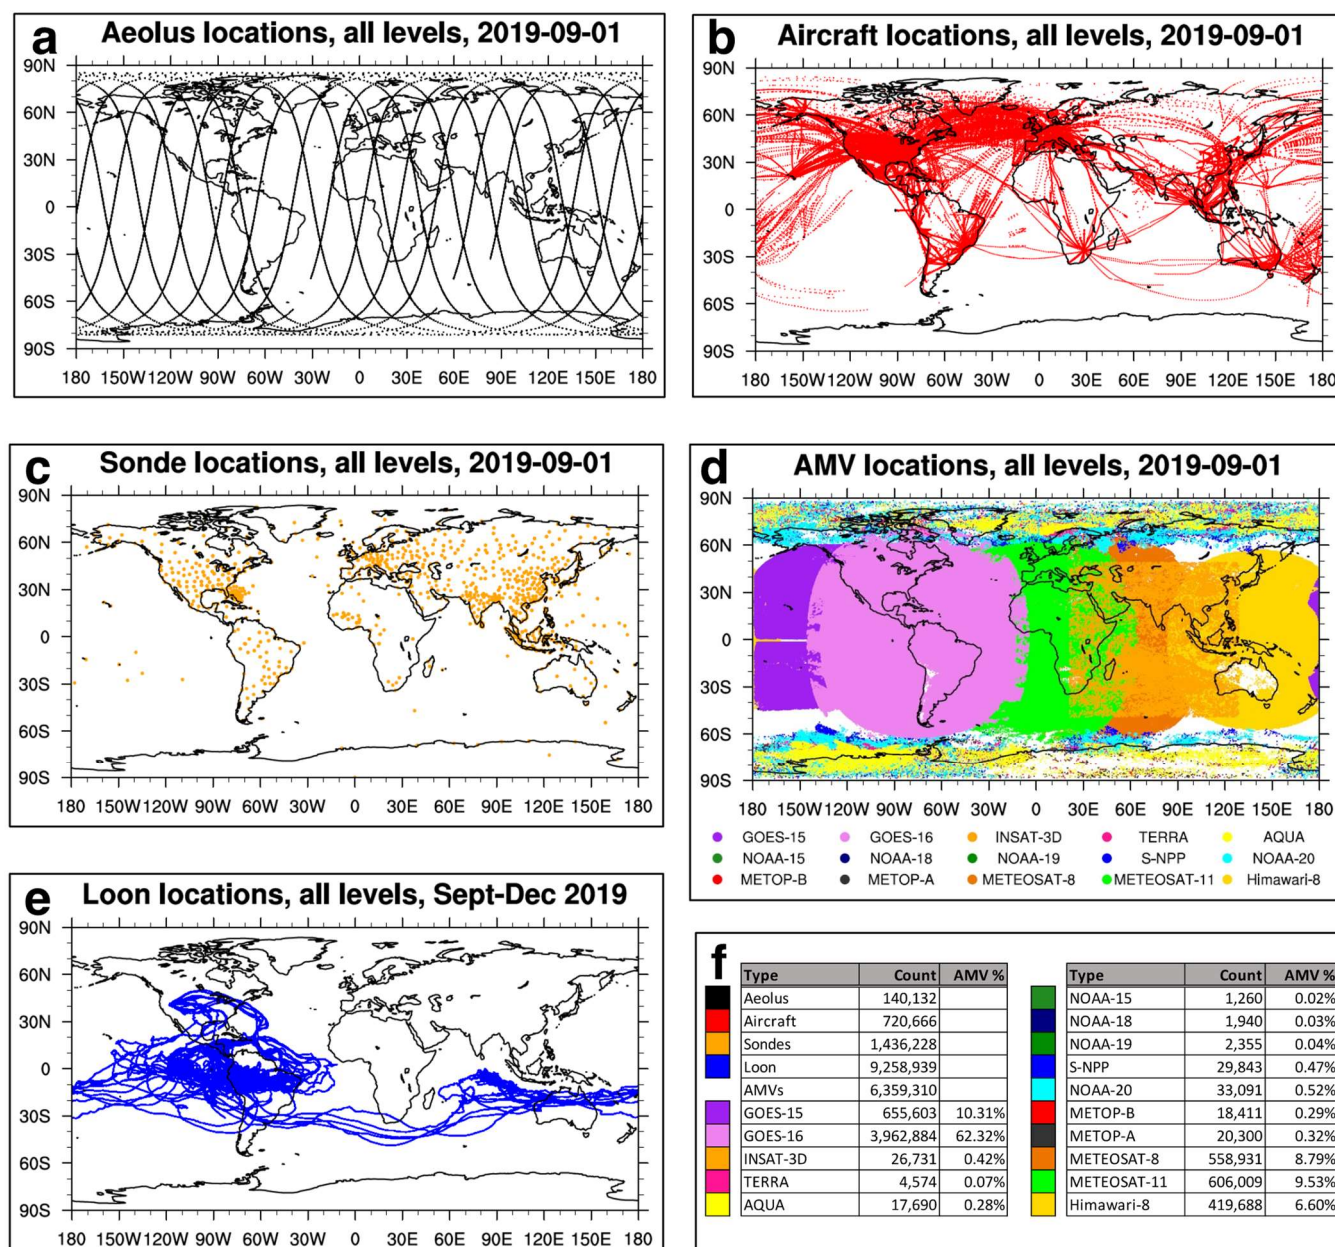 a Aeolus locations, all levels, 2019-09-01
90N
60N
30N
0
30S
60S
90S
180 150W 120W 90W 60W 30W 0 30E 60E 90E 120E 150E 180
b Aircraft locations, all levels, 2019-09-01
90N
60N
30N
0
30S
60S
90S
180 150W 120W 90W 60W 30W 0 30E 60E 90E 120E 150E 180
c Sonde locations, all levels, 2019-09-01
90N
60N
30N
0
30S
60S
90S
180 150W 120W 90W 60W 30W 0 30E 60E 90E 120E 150E 180
d AMV locations, all levels, 2019-09-01
90N
60N
30N
0
30S
60S
90S
180 150W 120W 90W 60W 30W 0 30E 60E 90E 120E 150E 180
GOES-15 GOES-16 INSAT-3D TERRA AQUA
NOAA-15 NOAA-18 NOAA-19 S-NPP NOAA-20
METOP-B METOP-A METEOSAT-8 METEOSAT-11 Himawari-8
e Loon locations, all levels, Sept-Dec 2019
90N
60N
30N
0
30S
60S
90S
180 150W 120W 90W 60W 30W 0 30E 60E 90E 120E 150E 180
f
Type Count AMV %
Aeolus 140,132
Aircraft 720,666
Sondes 1,436,228
Loon 9,258,939
AMVs 6,359,310
GOES-15 655,603 10.31%
GOES-16 3,962,884 62.32%
INSAT-3D 26,731 0.42%
TERRA 4,574 0.07%
AQUA 17,690 0.28%
Type Count AMV %
NOAA-15 1,260 0.02%
NOAA-18 1,940 0.03%
NOAA-19 2,355 0.04%
S-NPP 29,843 0.47%
NOAA-20 33,091 0.52%
METOP-B 18,411 0.29%
METOP-A 20,300 0.32%
METEOSAT-8 558,931 8.79%
METEOSAT-11 606,009 9.53%
Himawari-8 419,688 6.60%